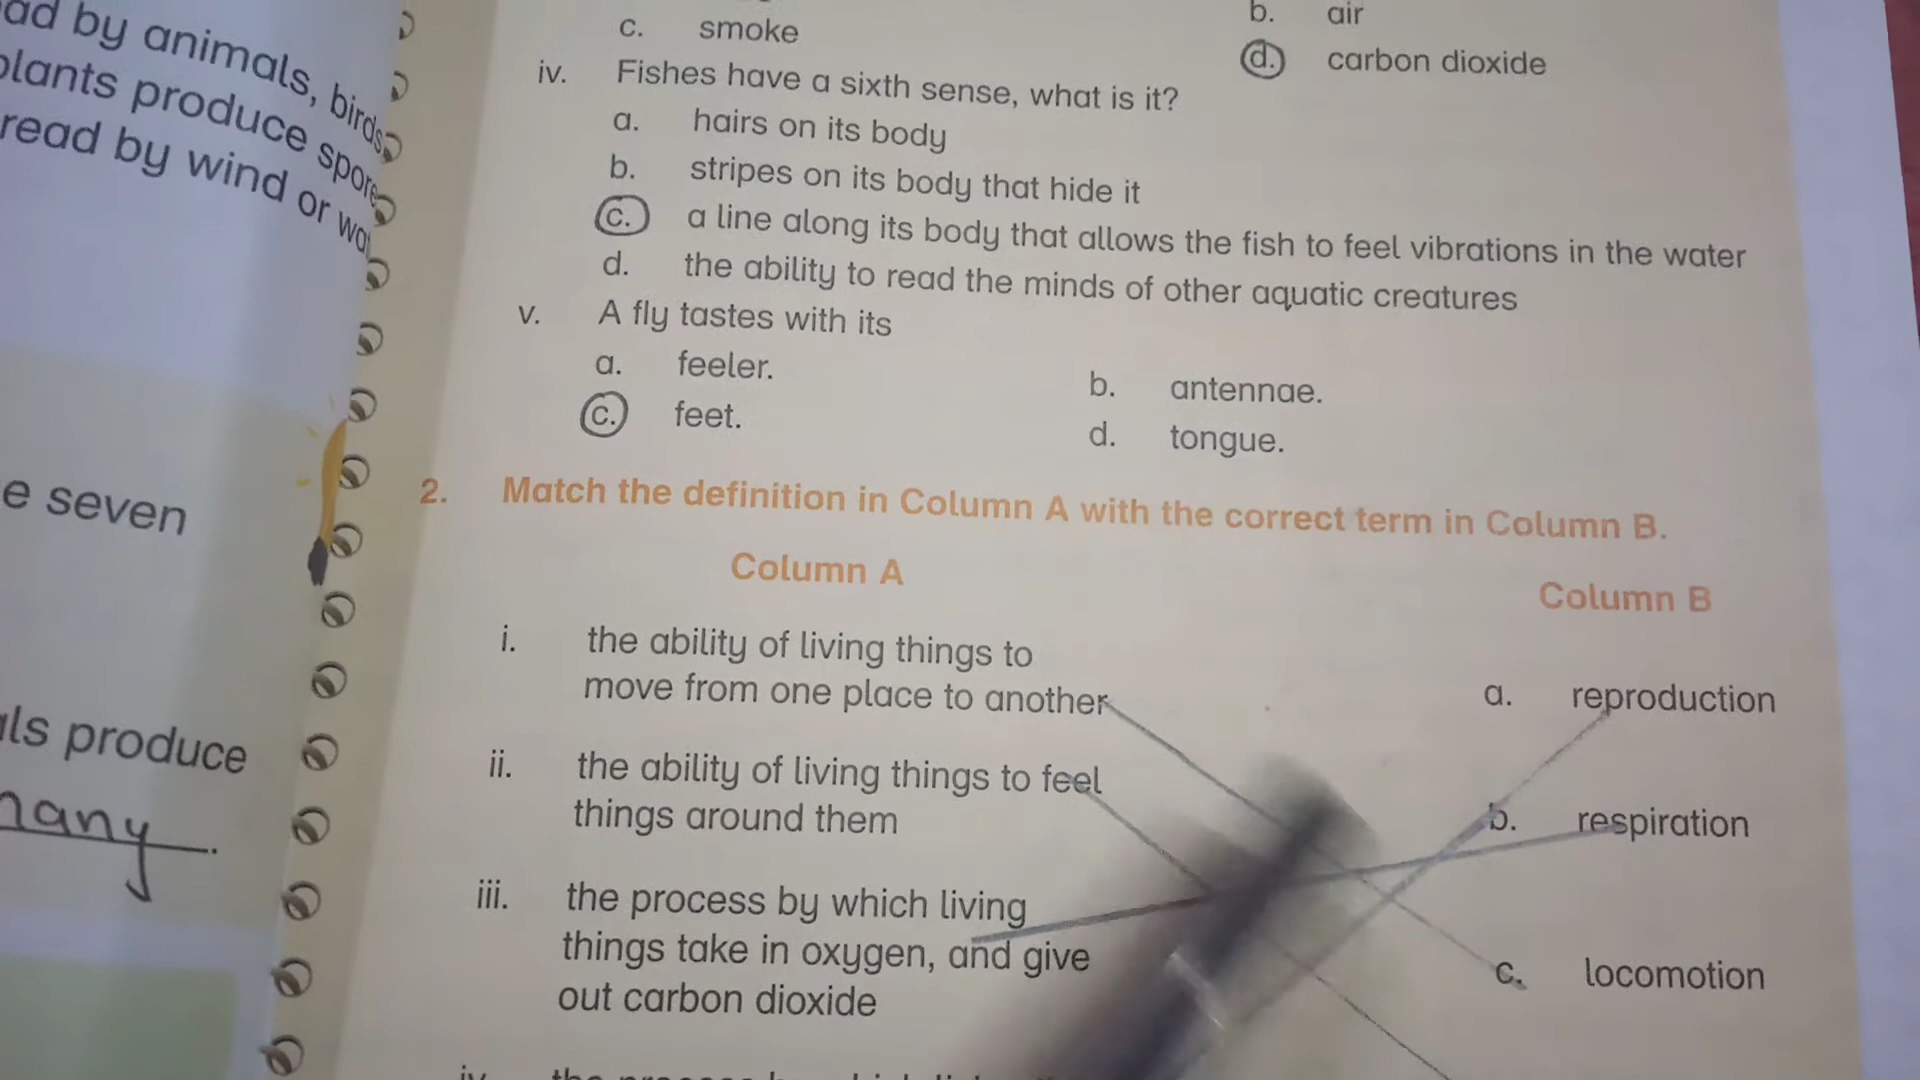 ad by animals, birds,
plants produce spore
read by wind or wa
e seven
ls produce
many.
c. smoke
b. air
d. carbon dioxide
iv. Fishes have a sixth sense, what is it?
a. hairs on its body
b. stripes on its body that hide it
c. a line along its body that allows the fish to feel vibrations in the water
d. the ability to read the minds of other aquatic creatures
v. A fly tastes with its
a. feeler.
b. antennae.
c. feet.
d. tongue.
2. Match the definition in Column A with the correct term in Column B.
Column A
Column B
i. the ability of living things to
move from one place to another
a. reproduction
ii. the ability of living things to feel
things around them
b. respiration
iii. the process by which living
things take in oxygen, and give
out carbon dioxide
c. locomotion
iv. the process